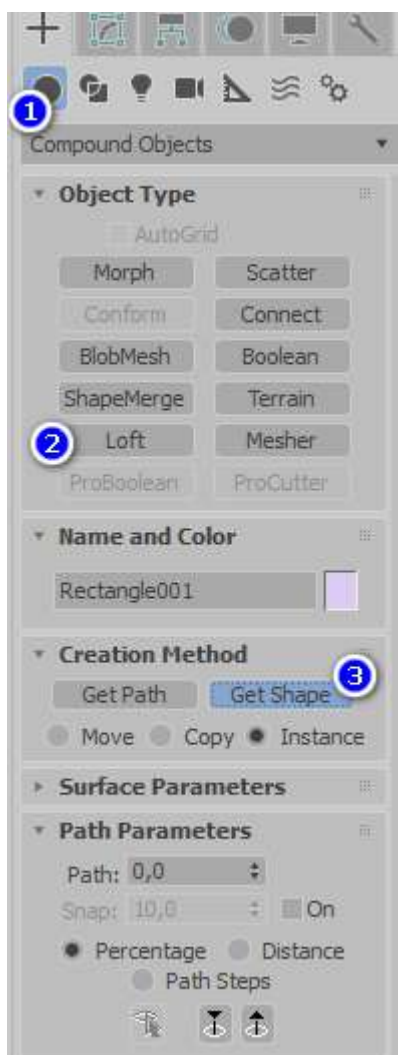 1
Compound Objects
Object Type
AutoGrid
Morph Scatter
Conform Connect
BlobMesh Boolean
ShapeMerge Terrain
2 Loft Mesher
ProBoolean ProCutter
Name and Color
Rectangle001
Creation Method
3
Get Path Get Shape
Move Copy Instance
Surface Parameters
Path Parameters
Path: 0,0
Snap: 10,0 On
Percentage Distance
Path Steps